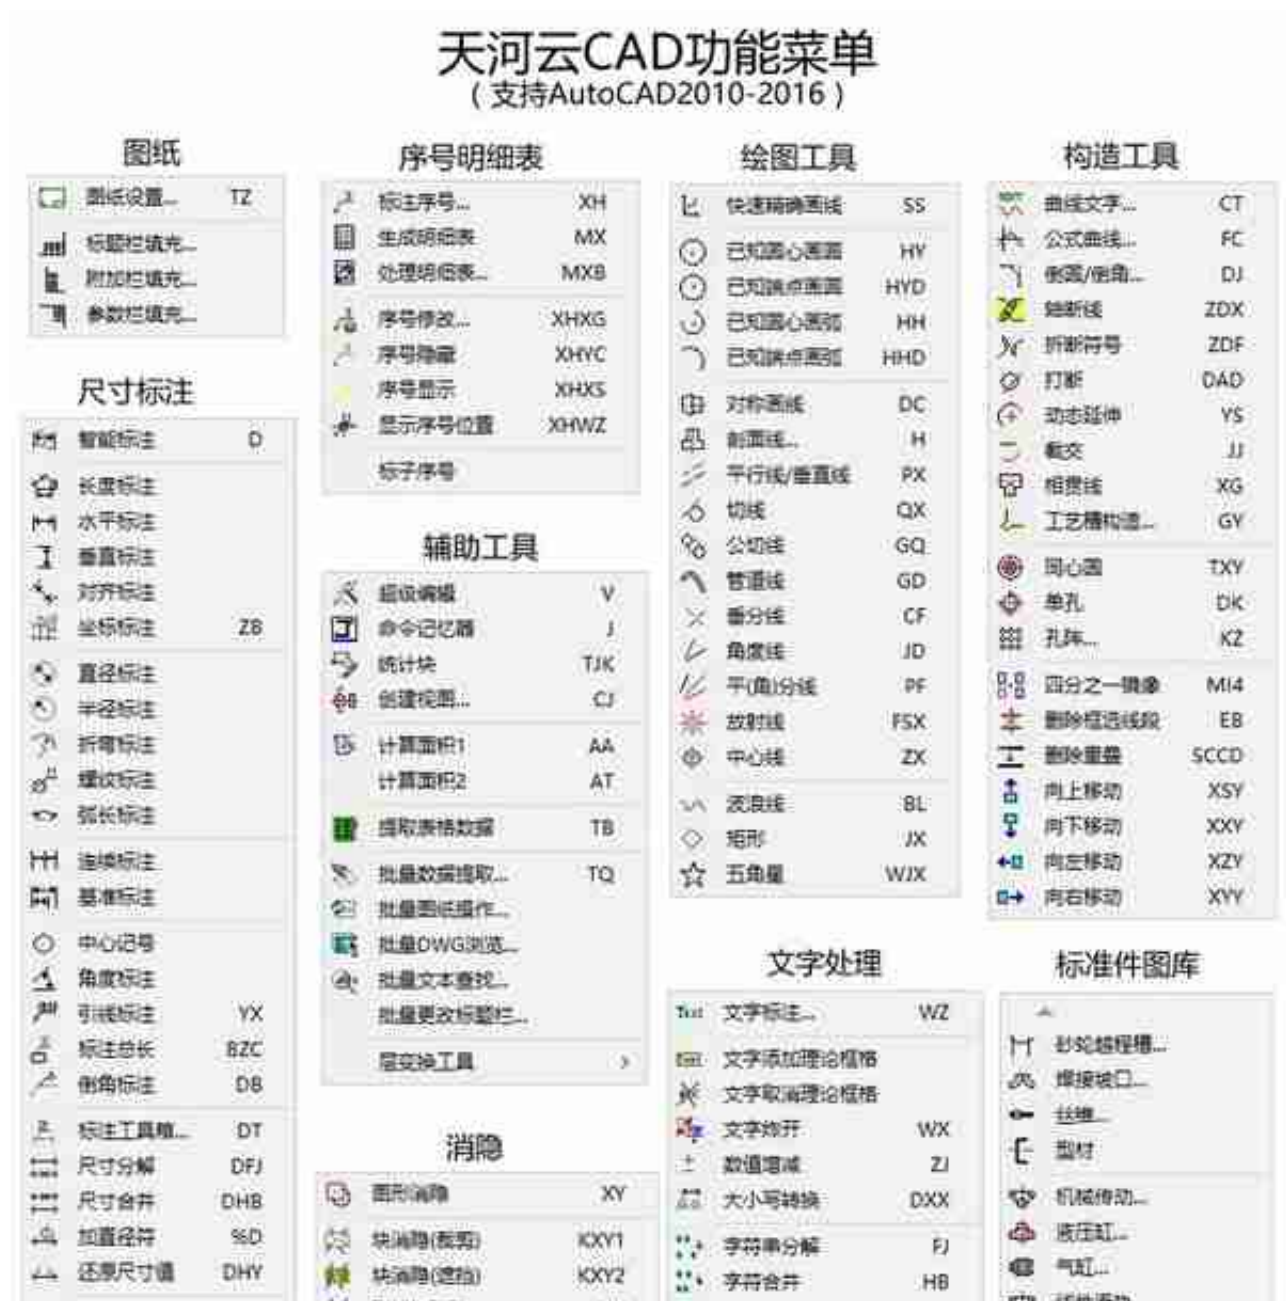 天河云CAD功能菜单
（支持AutoCAD2010-2016）
图纸
图纸设置... TZ
标题栏填充...
附加栏填充...
参数栏填充...
尺寸标注
智能标注 D
长度标注
水平标注
垂直标注
对齐标注
坐标标注 ZB
直径标注
半径标注
折弯标注
螺纹标注
弧长标注
连续标注
基准标注
中心记号
角度标注
引线标注 YX
标注总长 BZC
倒角标注 DB
标注工具箱... DT
尺寸分解 DFJ
尺寸合并 DHB
加直径符 %D
还原尺寸值 DHY
序号明细表
标注序号... XH
生成明细表 MX
处理明细表... MXB
序号修改... XHXG
序号隐藏 XHYC
序号显示 XHXS
显示序号位置 XHWZ
标子序号
辅助工具
超级编辑 V
命令记忆器 J
统计块 TJK
创建视图... CJ
计算面积1 AA
计算面积2 AT
提取表格数据 TB
批量数据提取... TQ
批量图纸操作...
批量DWG浏览...
批量文本查找...
批量更改标题栏...
层变换工具 >
消隐
图形消隐 XY
块消隐(裁剪) KXY1
块消隐(遮挡) KXY2
绘图工具
快速精确画线 SS
已知圆心画圆 HY
已知端点画圆 HYD
已知圆心画弧 HH
已知端点画弧 HHD
对称画线 DC
剖面线... H
平行线/垂直线 PX
切线 QX
公切线 GQ
管道线 GD
垂分线 CF
角度线 JD
平(角)分线 PF
放射线 FSX
中心线 ZX
波浪线 BL
矩形 JX
五角星 WJX
文字处理
Text 文字标注... WZ
文字添加理论框格
文字取消理论框格
文字炸开 WX
数值增减 ZJ
大小写转换 DXX
字符串分解 FJ
字符合并 HB
构造工具
曲线文字... CT
公式曲线... FC
倒圆/倒角... DJ
轴断线 ZDX
折断符号 ZDF
打断 DAD
动态延伸 YS
截交 JJ
相贯线 XG
工艺槽构造... GY
同心圆 TXY
单孔 DK
孔阵... KZ
四分之一镜像 MI4
删除框选线段 EB
删除重叠 SCCD
向上移动 XSY
向下移动 XXY
向左移动 XZY
向右移动 XYY
标准件图库
砂轮越程槽...
焊接坡口...
丝堆...
型材
机械传动...
液压缸...
气缸...